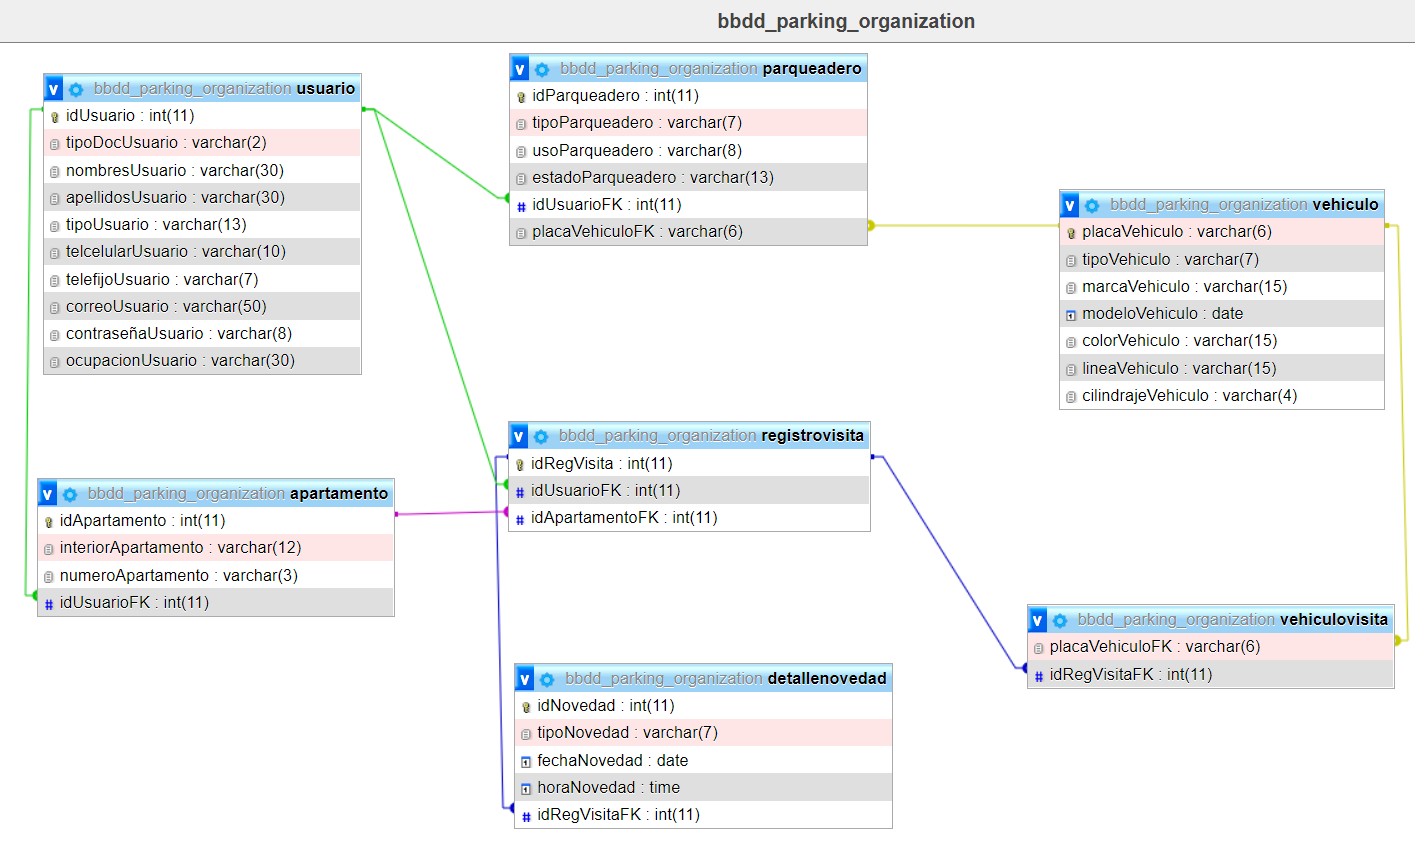 bbdd_parking_organization
v bbdd_parking_organization usuario
idUsuario : int(11)
tipoDocUsuario : varchar(2)
nombresUsuario : varchar(30)
apellidosUsuario : varchar(30)
tipoUsuario : varchar(13)
telcelularUsuario : varchar(10)
telefijoUsuario : varchar(7)
correoUsuario : varchar(50)
contraseñaUsuario : varchar(8)
ocupacionUsuario : varchar(30)
v bbdd_parking_organization parqueadero
idParqueadero : int(11)
tipoParqueadero : varchar(7)
usoParqueadero : varchar(8)
estadoParqueadero : varchar(13)
# idUsuarioFK : int(11)
placaVehiculoFK : varchar(6)
v bbdd_parking_organization vehiculo
placaVehiculo : varchar(6)
tipoVehiculo : varchar(7)
marcaVehiculo : varchar(15)
modeloVehiculo : date
colorVehiculo : varchar(15)
lineaVehiculo : varchar(15)
cilindrajeVehiculo : varchar(4)
v bbdd_parking_organization registrovisita
idRegVisita : int(11)
# idUsuarioFK : int(11)
# idApartamentoFK : int(11)
v bbdd_parking_organization apartamento
idApartamento : int(11)
interiorApartamento : varchar(12)
numeroApartamento : varchar(3)
# idUsuarioFK : int(11)
v bbdd_parking_organization vehiculovisita
placaVehiculoFK : varchar(6)
# idRegVisitaFK : int(11)
v bbdd_parking_organization detallenovedad
idNovedad : int(11)
tipoNovedad : varchar(7)
fechaNovedad : date
horaNovedad : time
# idRegVisitaFK : int(11)